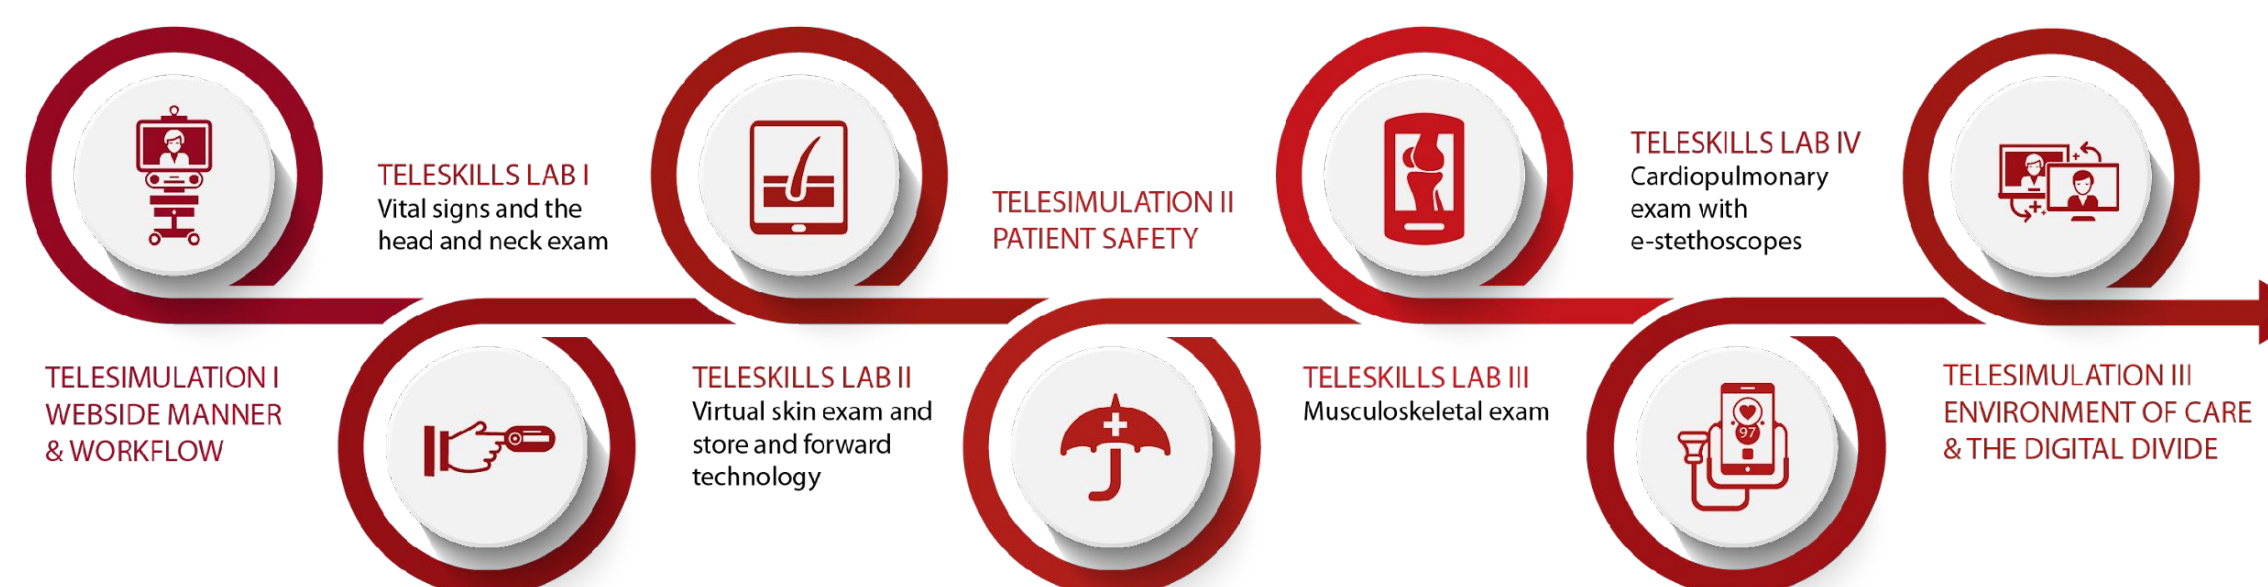 TELESIMULATION I
WEBSIDE MANNER
& WORKFLOW
TELESKILLS LAB I
Vital signs and the
head and neck exam
TELESKILLS LAB II
Virtual skin exam and
store and forward
technology
TELESIMULATION II
PATIENT SAFETY
TELESKILLS LAB III
Musculoskeletal exam
TELESKILLS LAB IV
Cardiopulmonary
exam with
e-stethoscopes
97
TELESIMULATION III
ENVIRONMENT OF CARE
& THE DIGITAL DIVIDE